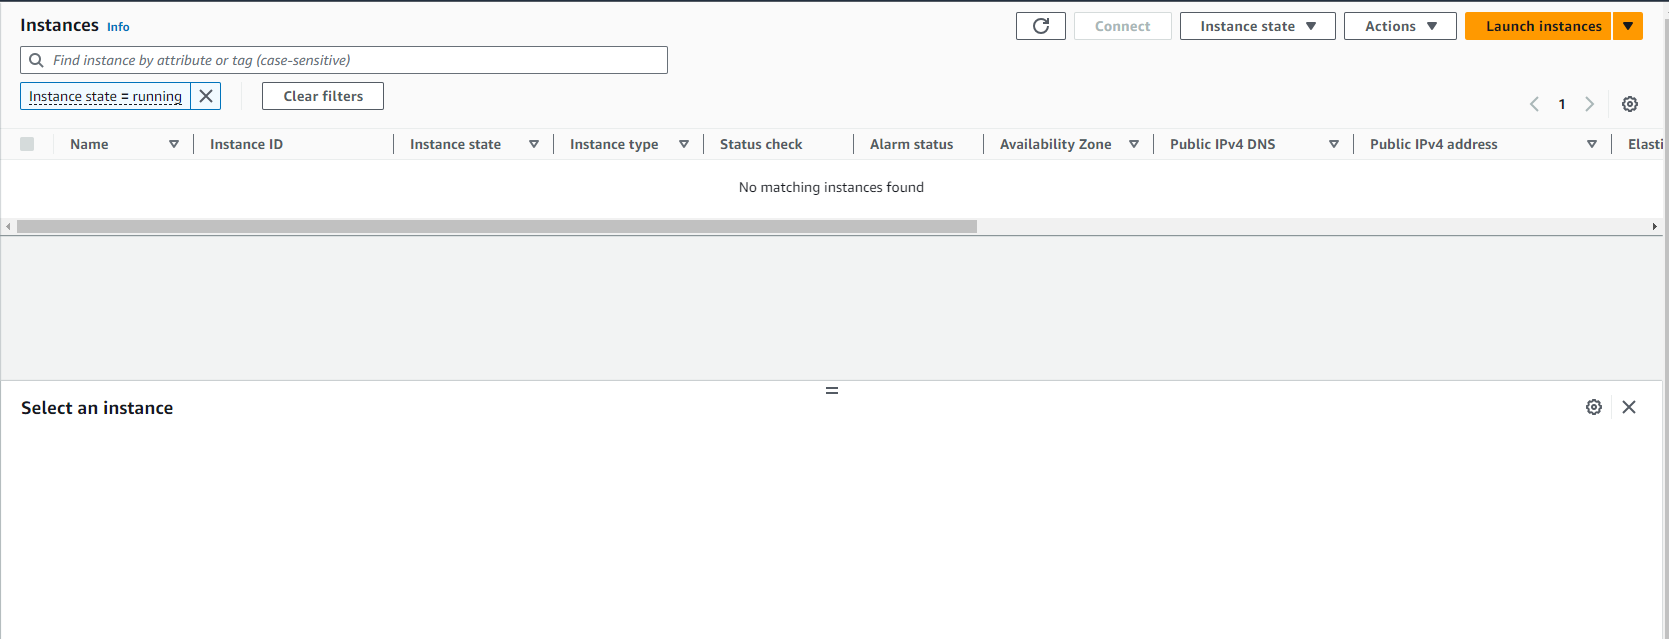 Instances Info
Connect Instance state Actions Launch instances
Find instance by attribute or tag (case-sensitive)
Instance state = running Clear filters
1
Name Instance ID Instance state Instance type Status check Alarm status Availability Zone Public IPv4 DNS Public IPv4 address Elasti
No matching instances found
Select an instance